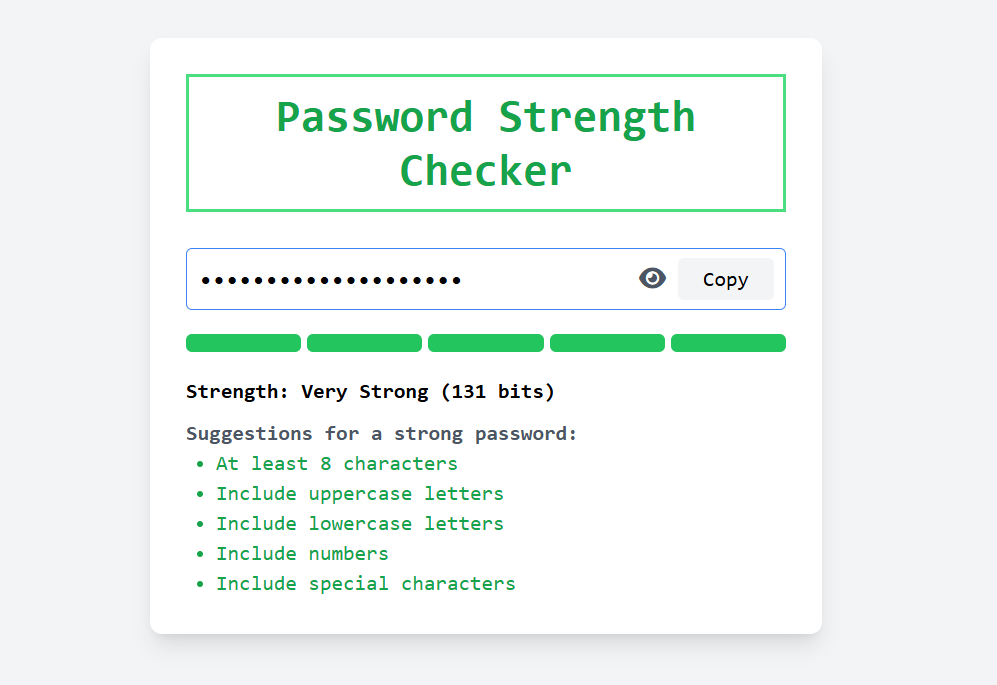 Password Strength
Checker
••••••••••••••••••••
Copy
Strength: Very Strong (131 bits)
Suggestions for a strong password:
• At least 8 characters
• Include uppercase letters
• Include lowercase letters
• Include numbers
• Include special characters